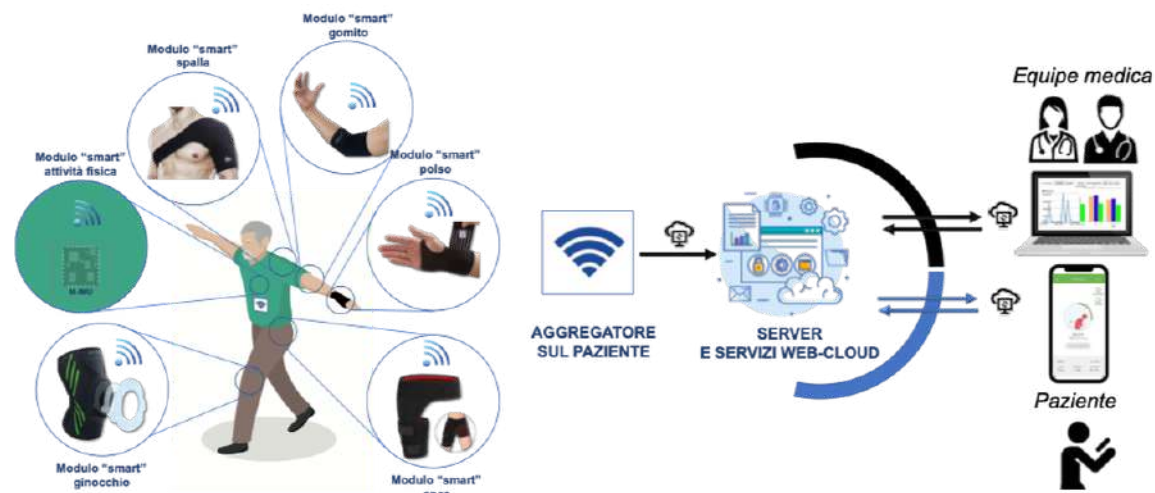 Modulo “smart”
gomito
Modulo “smart”
spalla
Modulo “smart”
attività fisica
M-IMU
Modulo “smart”
polso
Modulo “smart”
ginocchio
Modulo “smart”
AGGREGATORE
SUL PAZIENTE
SERVER
E SERVIZI WEB-CLOUD
Equipe medica
Paziente